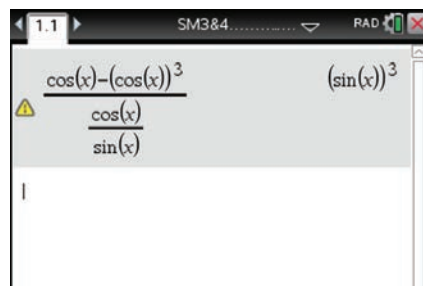 1.1 SM3&4............ RAD
cos(x)−(cos(x))³
cos(x)
sin(x)
(sin(x))³